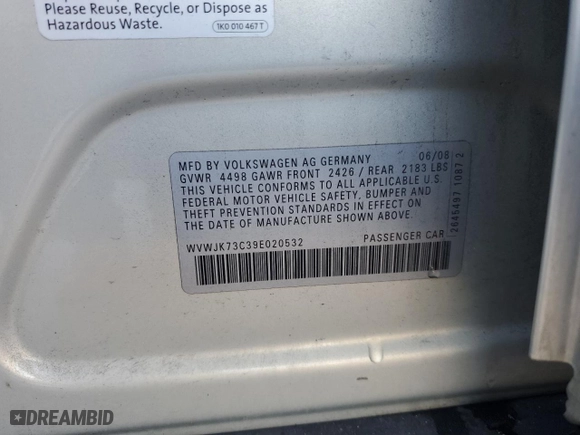 Please Reuse, Recycle, or Dispose as
Hazardous Waste.
1K0 010 467 T
MFD BY VOLKSWAGEN AG GERMANY 06/08
GVWR 4498 GAWR FRONT 2426 / REAR 2183 LBS
THIS VEHICLE CONFORMS TO ALL APPLICABLE U.S.
FEDERAL MOTOR VEHICLE SAFETY, BUMPER AND
THEFT PREVENTION STANDARDS IN EFFECT ON
THE DATE OF MANUFACTURE SHOWN ABOVE.
WVWJK73C39E020532 PASSENGER CAR
2645497 1087 2
DREAMBID